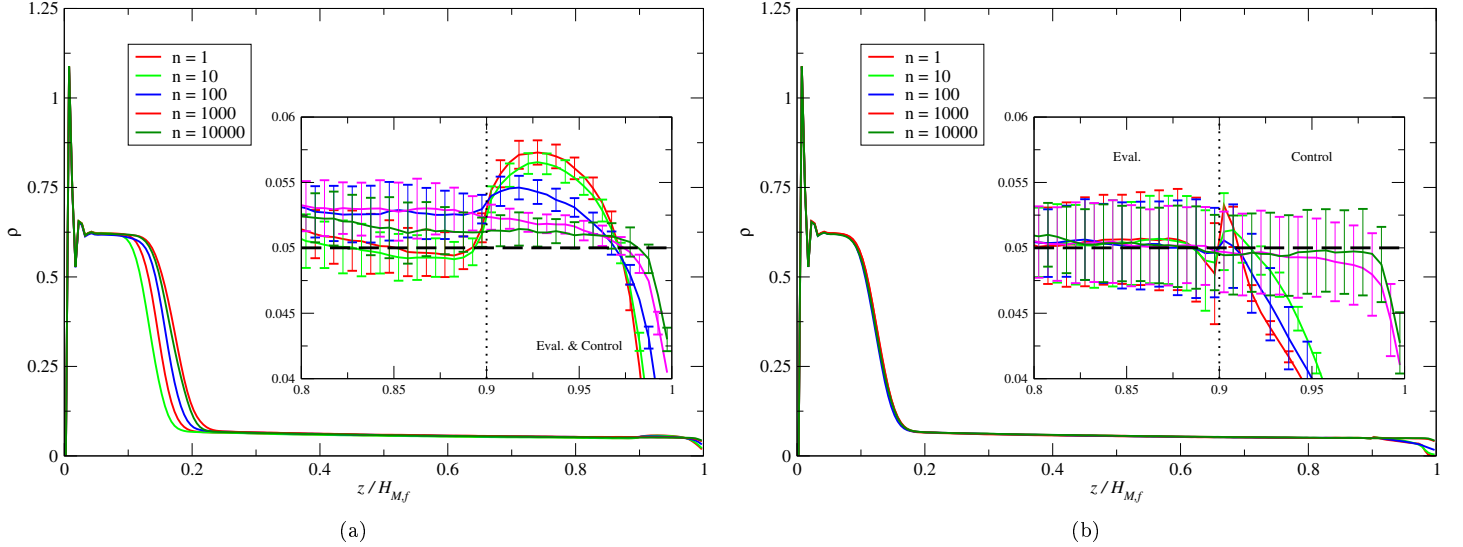 1.25
1
0.75
0.5
0.25
0
ρ
n = 1
n = 10
n = 100
n = 1000
n = 10000
0.06
0.055
0.05
0.045
0.04
0.8 0.85 0.9 0.95 1
Eval. & Control
0 0.2 0.4 0.6 0.8 1
z / H_{M,f}
(a)
1.25
1
0.75
0.5
0.25
0
ρ
n = 1
n = 10
n = 100
n = 1000
n = 10000
0.06
0.055
0.05
0.045
0.04
Eval. Control
0.8 0.85 0.9 0.95 1
0 0.2 0.4 0.6 0.8 1
z / H_{M,f}
(b)